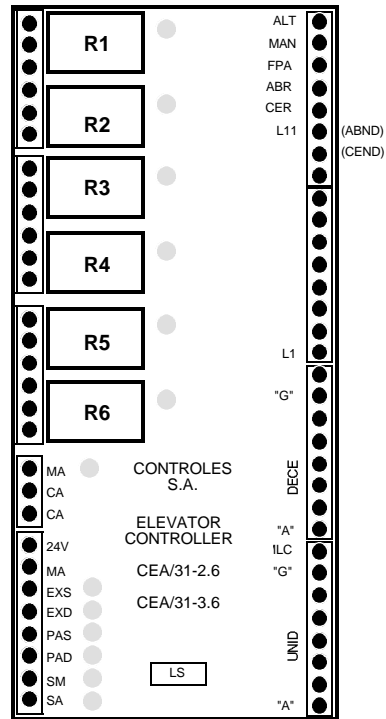 ALT
MAN
FPA
ABR
CER
L11 (ABND)
(CEND)
R1
R2
R3
R4
R5
R6
L1
"G"
DECE
"A"
MA
CA
CA
CONTROLES
S.A.
ELEVATOR
CONTROLLER
CEA/31-2.6
CEA/31-3.6
24V
MA
EXS
EXD
PAS
PAD
SM
SA
LS
"G"
UNID
"A"